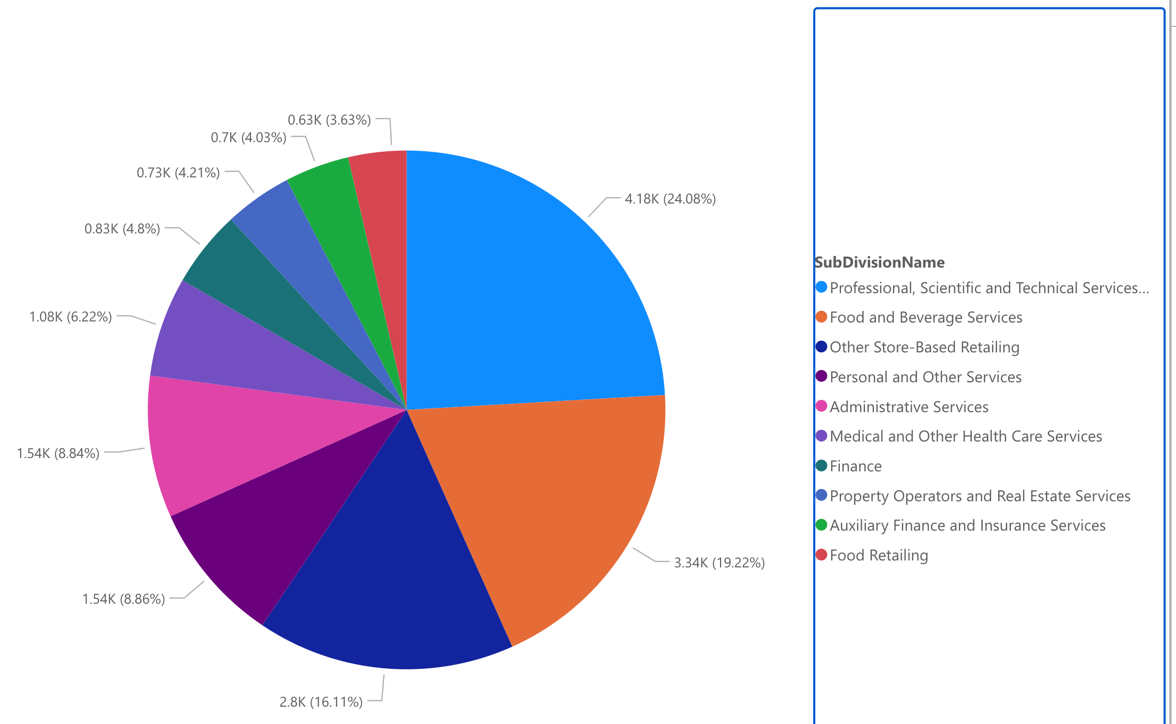 0.63K (3.63%)
0.7K (4.03%)
0.73K (4.21%)
4.18K (24.08%)
0.83K (4.8%)
1.08K (6.22%)
1.54K (8.84%)
3.34K (19.22%)
1.54K (8.86%)
2.8K (16.11%)
SubDivisionName
Professional, Scientific and Technical Services...
Food and Beverage Services
Other Store-Based Retailing
Personal and Other Services
Administrative Services
Medical and Other Health Care Services
Finance
Property Operators and Real Estate Services
Auxiliary Finance and Insurance Services
Food Retailing